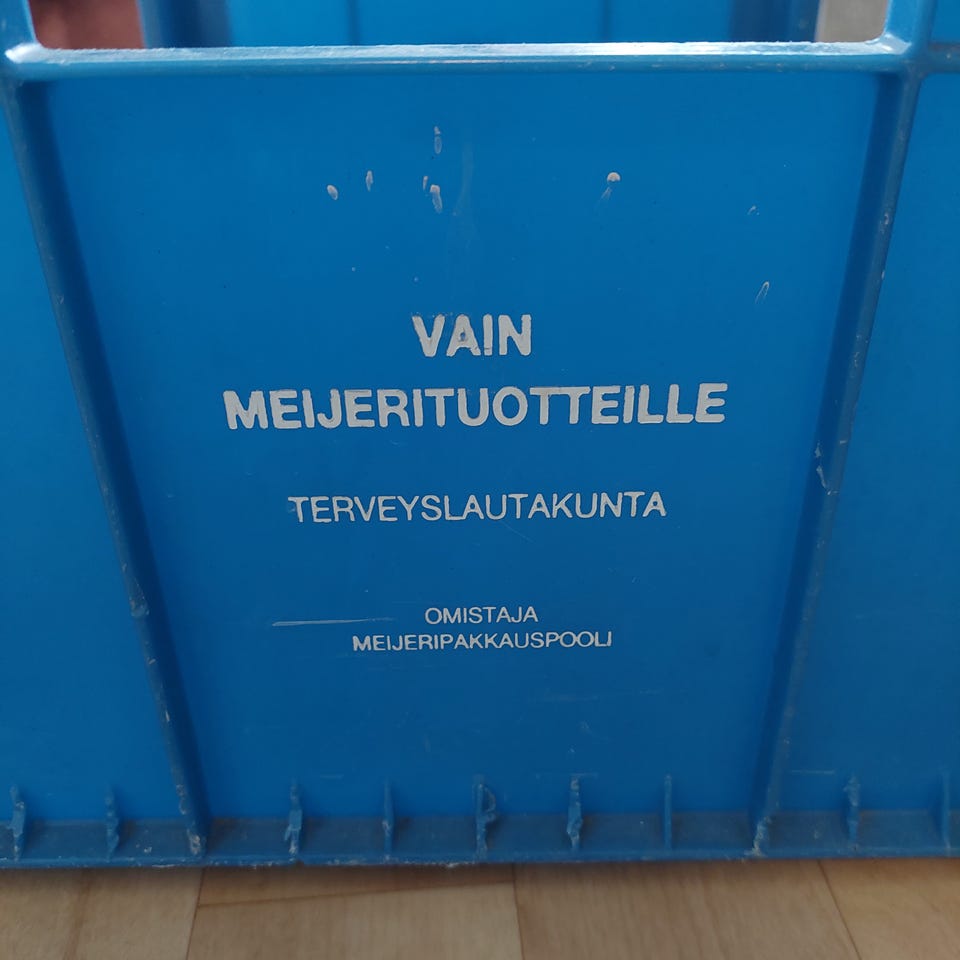 VAIN
MEIJERITUOTTEILLE
TERVEYSLAUTAKUNTA
OMISTAJA
MEIJERIPAKKAUSPOOLI